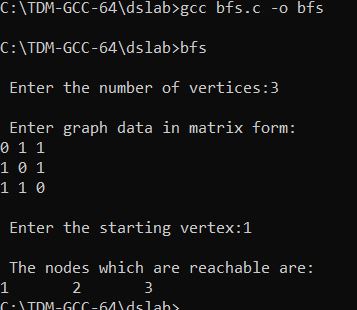 C:\TDM-GCC-64\dslab>gcc bfs.c -o bfs
C:\TDM-GCC-64\dslab>bfs
Enter the number of vertices:3
Enter graph data in matrix form:
0 1 1
1 0 1
1 1 0
Enter the starting vertex:1
The nodes which are reachable are:
1 2 3
C:\TDM-GCC-64\dslab>